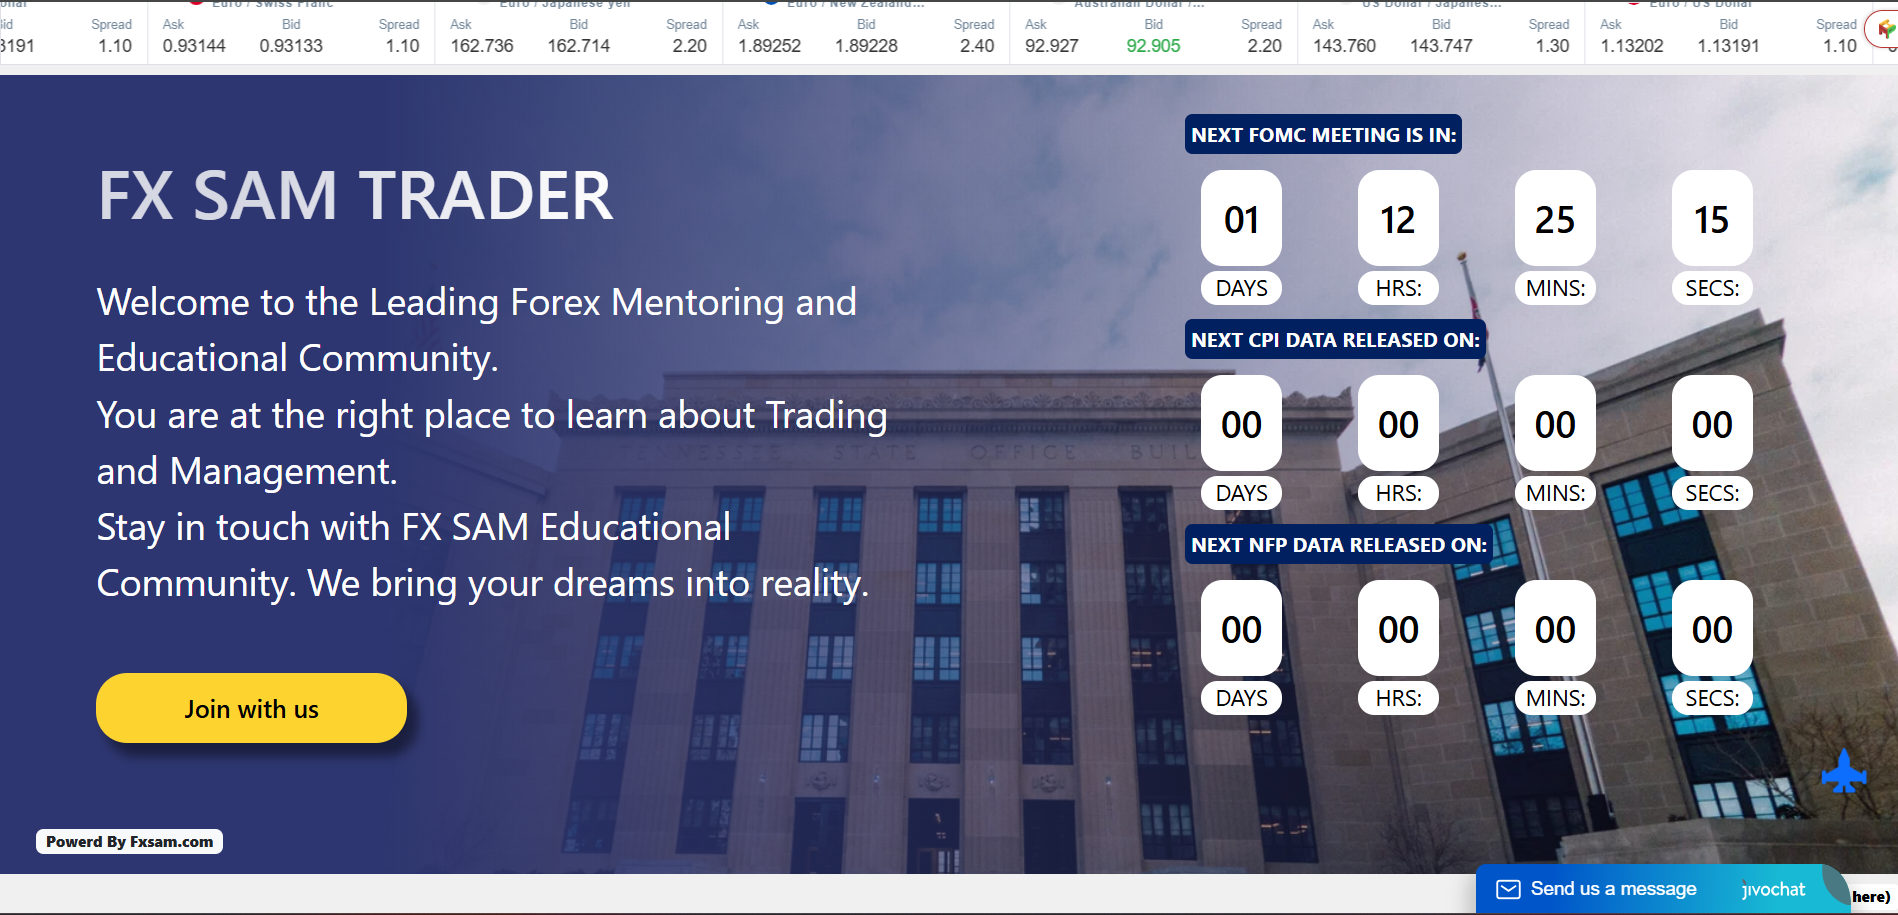 Euro / Swiss Franc
Euro / Japanese yen
Euro / New Zealand...
Australian Dollar /...
US Dollar / Japanes...
Euro / US Dollar
Spread Ask Bid Spread Ask Bid Spread Ask Bid Spread Ask Bid Spread Ask Bid Spread Ask Bid Spread
3191 1.10 0.93144 0.93133 1.10 162.736 162.714 2.20 1.89252 1.89228 2.40 92.927 92.905 2.20 143.760 143.747 1.30 1.13202 1.13191 1.10
FX SAM TRADER
Welcome to the Leading Forex Mentoring and
Educational Community.
You are at the right place to learn about Trading
and Management.
Stay in touch with FX SAM Educational
Community. We bring your dreams into reality.
Join with us
Powerd By Fxsam.com
NEXT FOMC MEETING IS IN:
01 12 25 15
DAYS HRS: MINS: SECS:
NEXT CPI DATA RELEASED ON:
00 00 00 00
DAYS HRS: MINS: SECS:
NEXT NFP DATA RELEASED ON:
00 00 00 00
DAYS HRS: MINS: SECS:
STATE OFFICE
Send us a message jivochat
here)